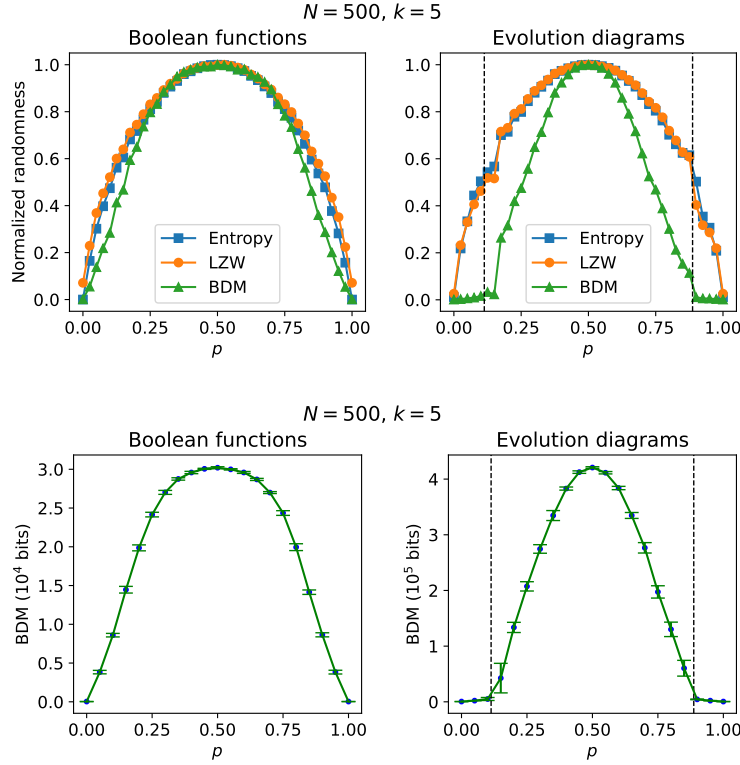 N = 500, k = 5
Boolean functions
Evolution diagrams
Normalized randomness
1.0
0.8
0.6
0.4
0.2
0.0
Entropy
LZW
BDM
0.00 0.25 0.50 0.75 1.00
p
1.0
0.8
0.6
0.4
0.2
0.0
Entropy
LZW
BDM
0.00 0.25 0.50 0.75 1.00
p
N = 500, k = 5
Boolean functions
Evolution diagrams
BDM (10⁴ bits)
3.0
2.5
2.0
1.5
1.0
0.5
0.0
0.00 0.25 0.50 0.75 1.00
p
BDM (10⁵ bits)
4
3
2
1
0
0.00 0.25 0.50 0.75 1.00
p